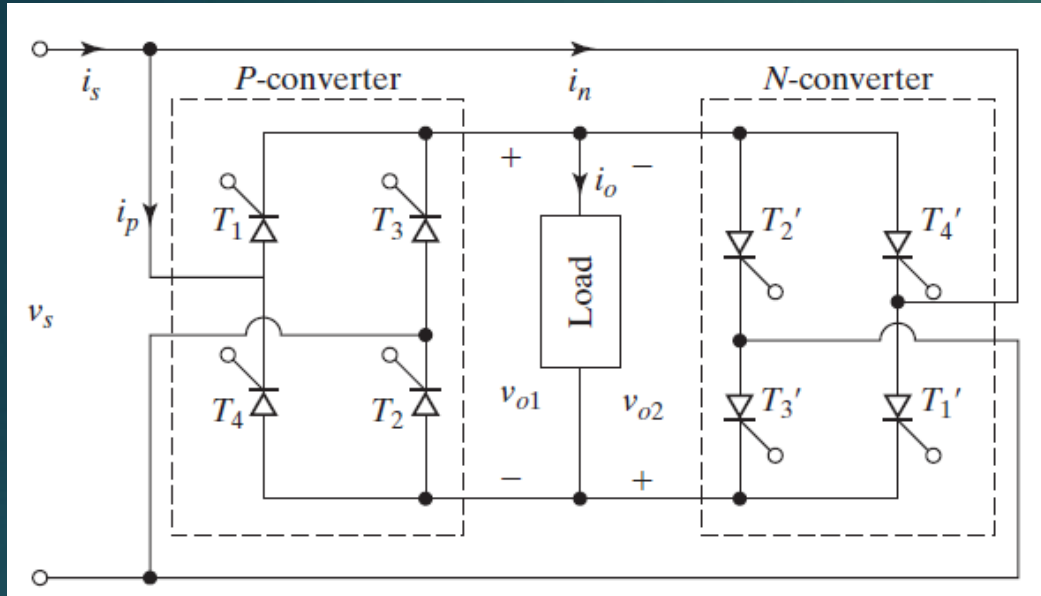 i_s
P-converter
i_n
N-converter
+
−
i_o
i_p
T_1
T_3
T_2′
T_4′
Load
v_s
T_4
T_2
v_o1
v_o2
T_3′
T_1′
−
+